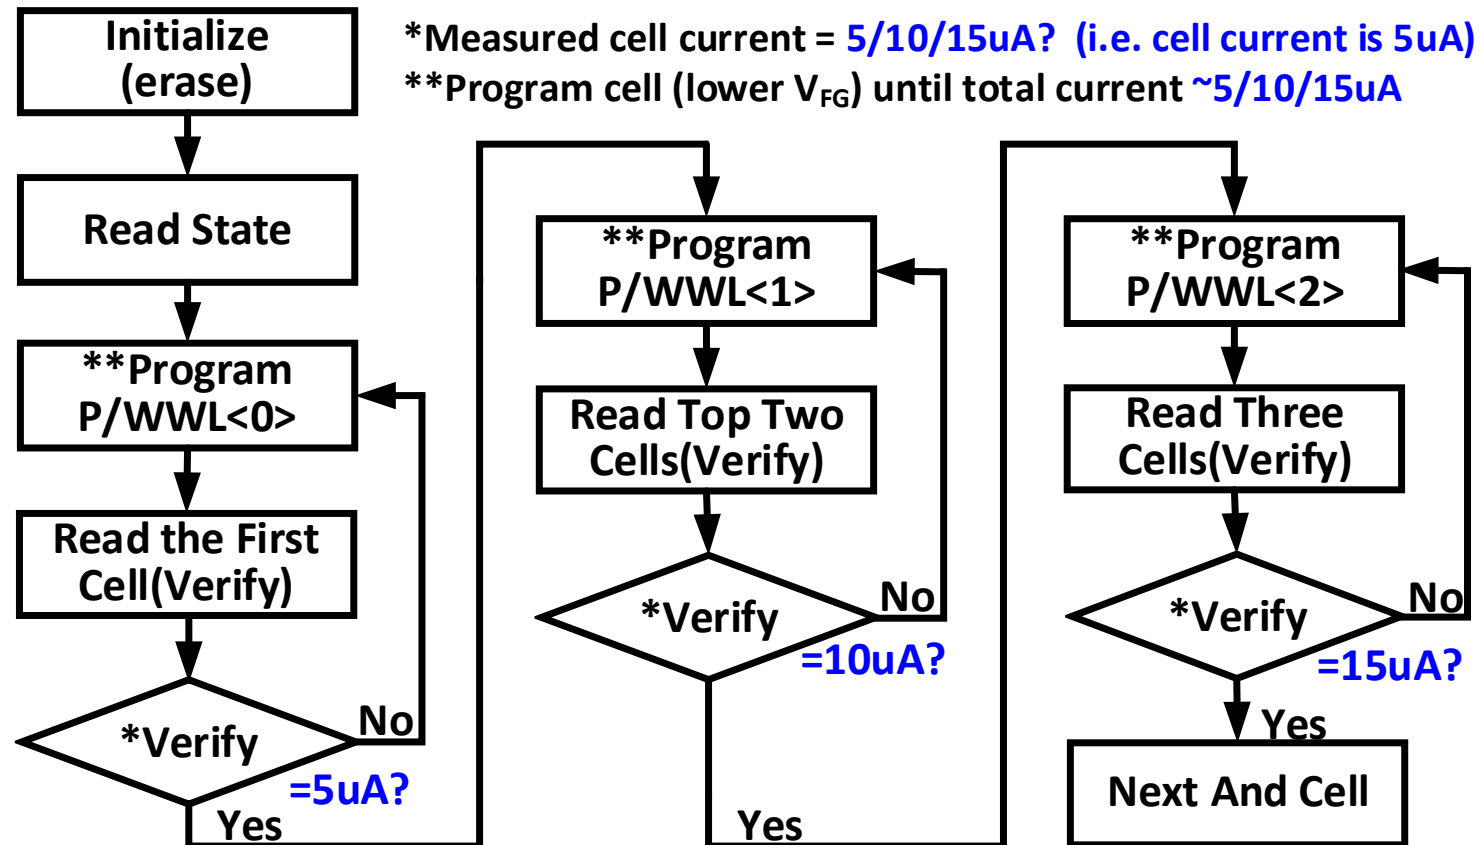 *Measured cell current = 5/10/15uA?  (i.e. cell current is 5uA)
**Program cell (lower VFG) until total current ~5/10/15uA
Initialize
(erase)
Read State
**Program
P/WWL<0>
Read the First
Cell(Verify)
*Verify
No
=5uA?
Yes
**Program
P/WWL<1>
Read Top Two
Cells(Verify)
*Verify
No
=10uA?
Yes
**Program
P/WWL<2>
Read Three
Cells(Verify)
*Verify
No
=15uA?
Yes
Next And Cell